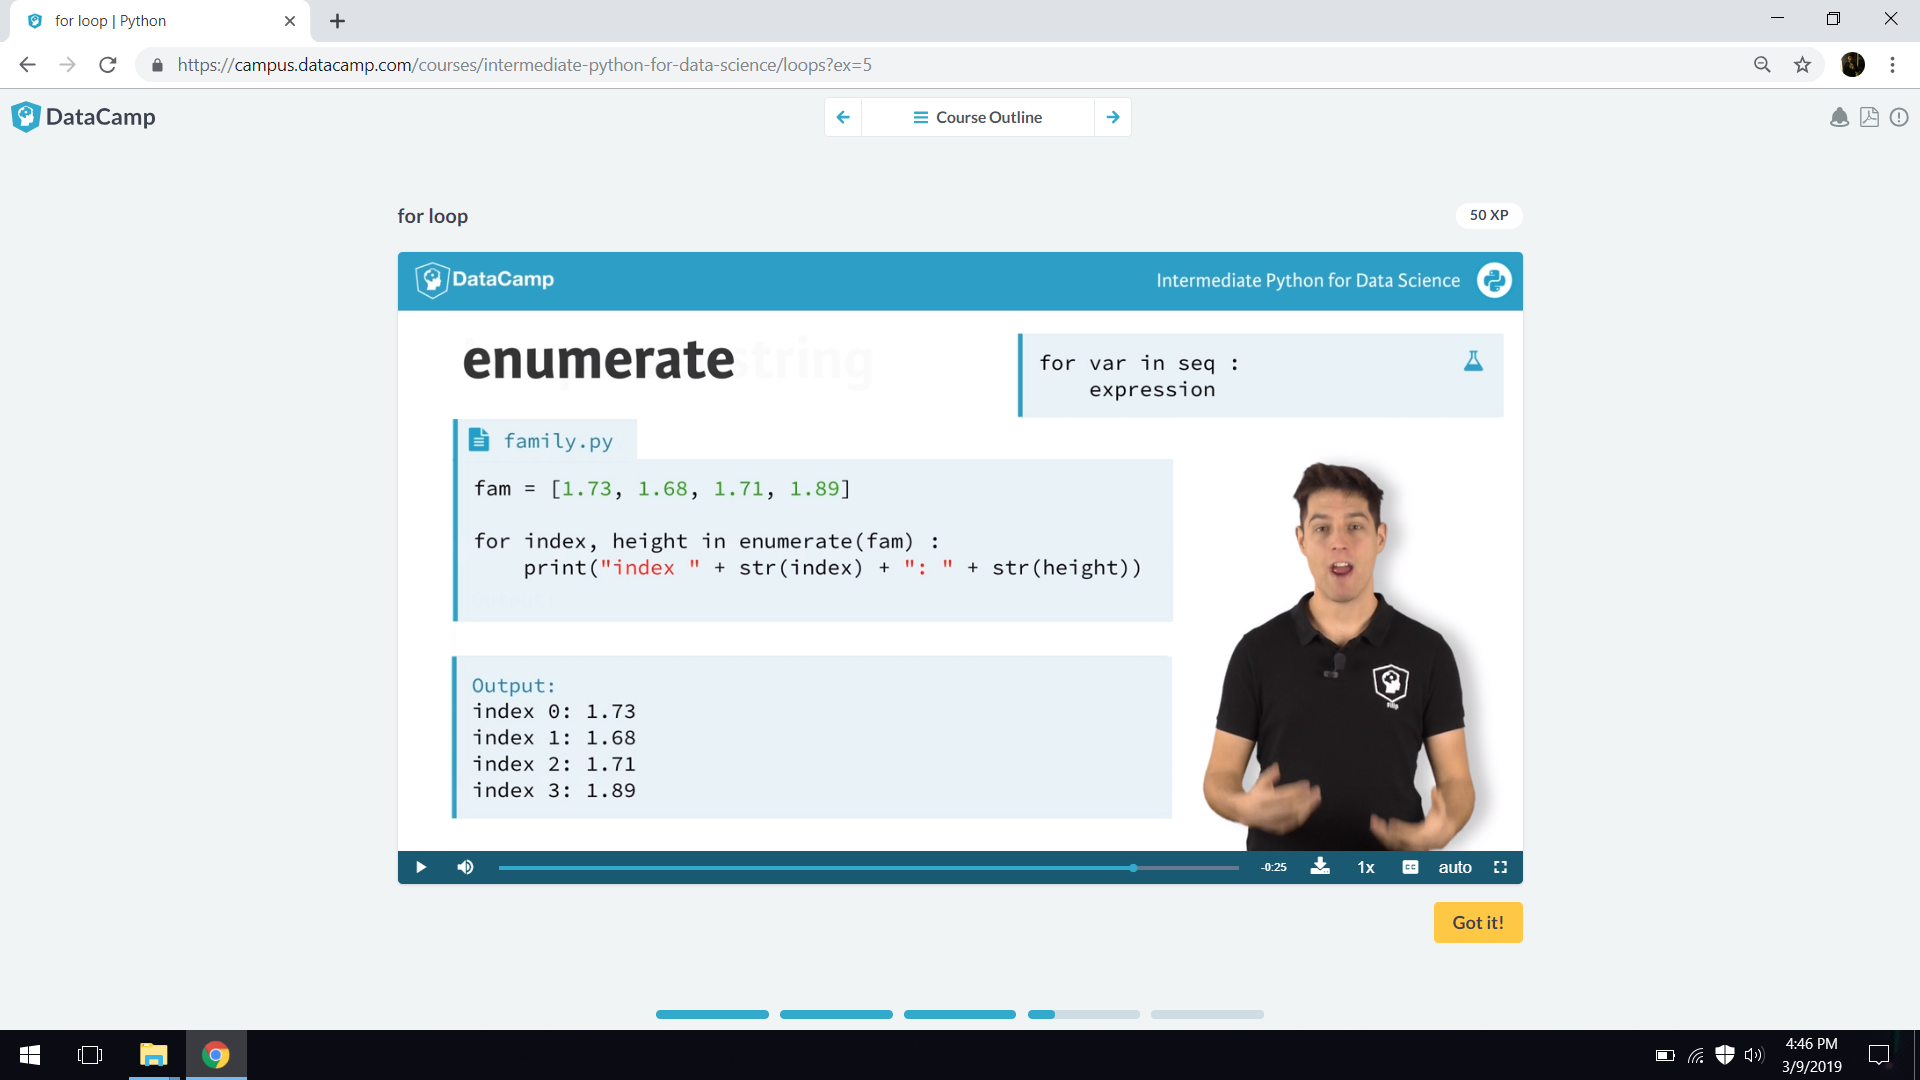 for loop | Python
https://campus.datacamp.com/courses/intermediate-python-for-data-science/loops?ex=5
DataCamp
Course Outline
for loop
50 XP
DataCamp
Intermediate Python for Data Science
enumerate
string
for var in seq :
    expression
family.py
fam = [1.73, 1.68, 1.71, 1.89]
for index, height in enumerate(fam) :
    print("index " + str(index) + ": " + str(height))
Output:
index 0: 1.73
index 1: 1.68
index 2: 1.71
index 3: 1.89
Filip
-0:25
1x
CC
auto
Got it!
4:46 PM
3/9/2019